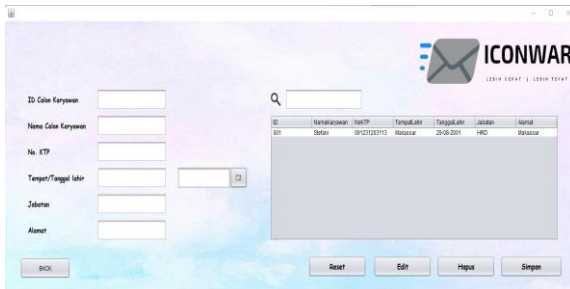 ICONWAR
LEBIH CEPAT | LEBIH TEPAT
ID Calon Karyawan
Nama Calon Karyawan
No. KTP
Tempat/Tanggal lahir
Jabatan
Alamat
ID NamaKaryawan NoKTP TempatLahir TanggalLahir Jabatan Alamat
001 Stefani 081231203113 Makassar 29-08-2001 HRD Makassar
BACK
Reset
Edit
Hapus
Simpan